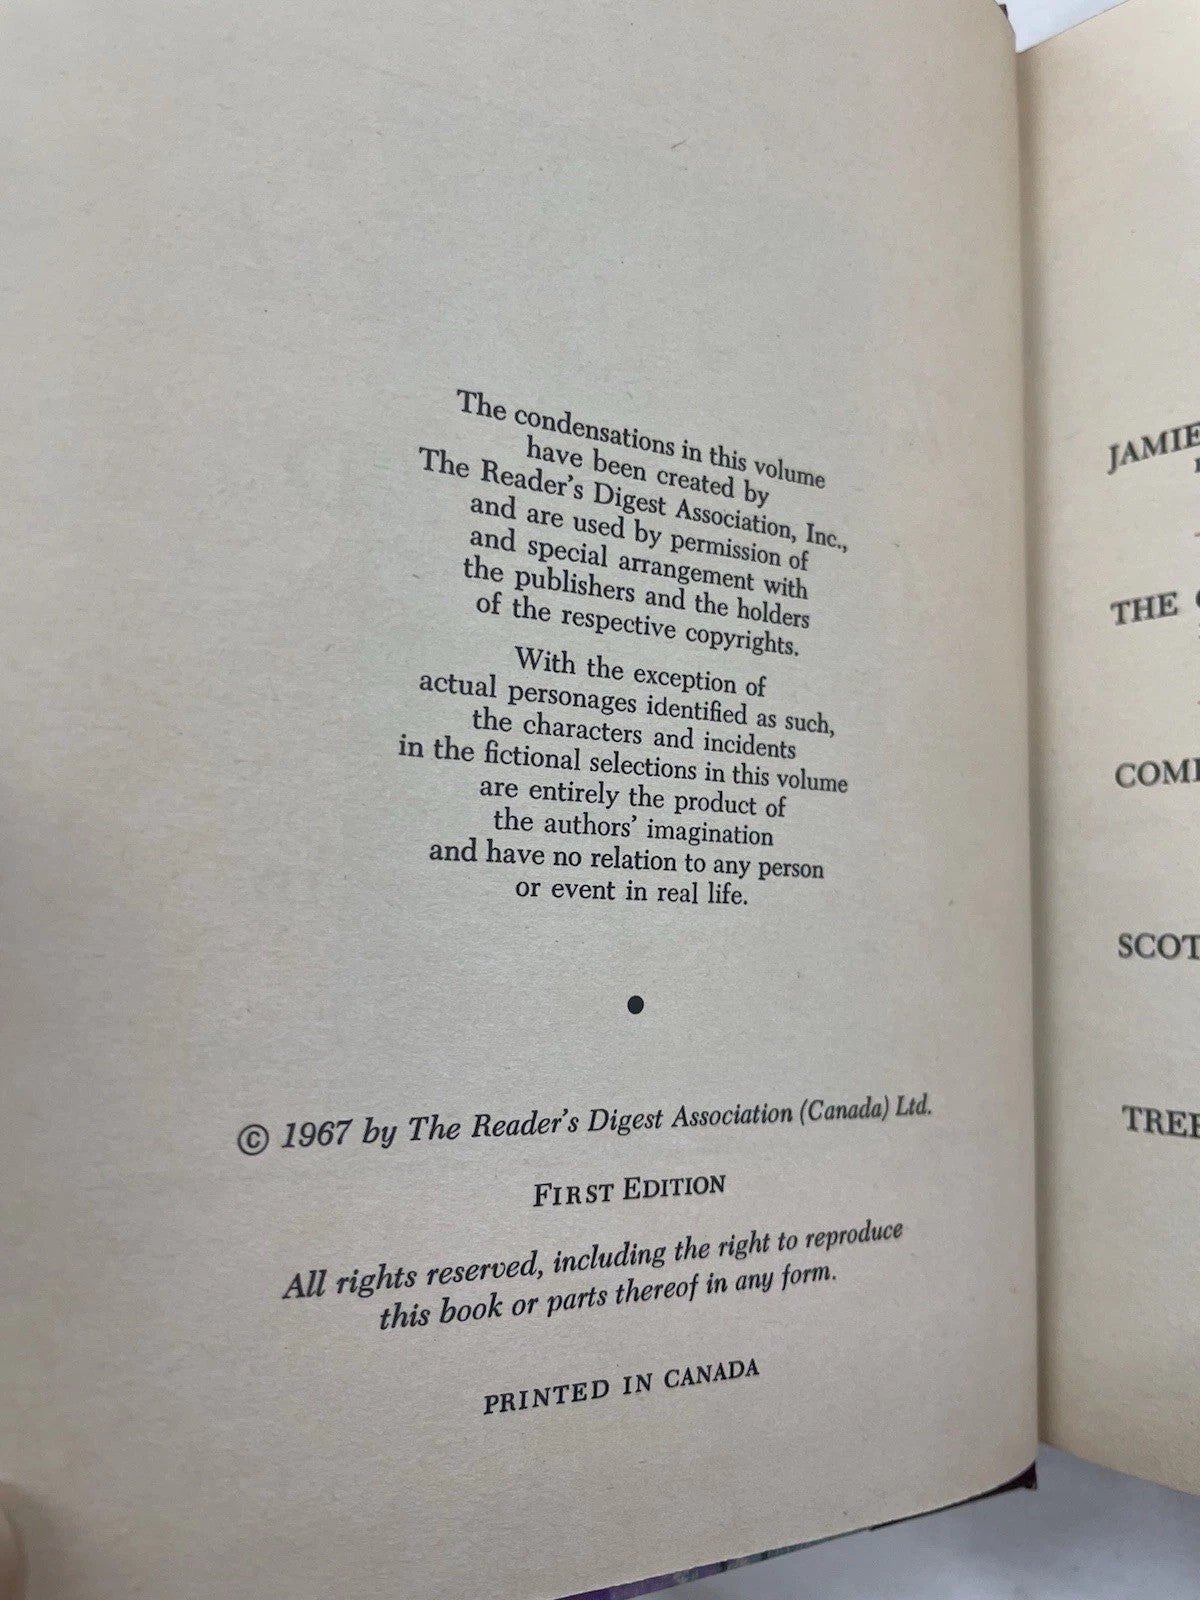 The condensations in this volume
have been created by
The Reader's Digest Association, Inc.,
and are used by permission of
and special arrangement with
the publishers and the holders
of the respective copyrights.
With the exception of
actual personages identified as such,
the characters and incidents
in the fictional selections in this volume
are entirely the product of
the authors' imagination
and have no relation to any person
or event in real life.
© 1967 by The Reader's Digest Association (Canada) Ltd.
FIRST EDITION
All rights reserved, including the right to reproduce
this book or parts thereof in any form.
PRINTED IN CANADA
JAMIE
THE
SCOT